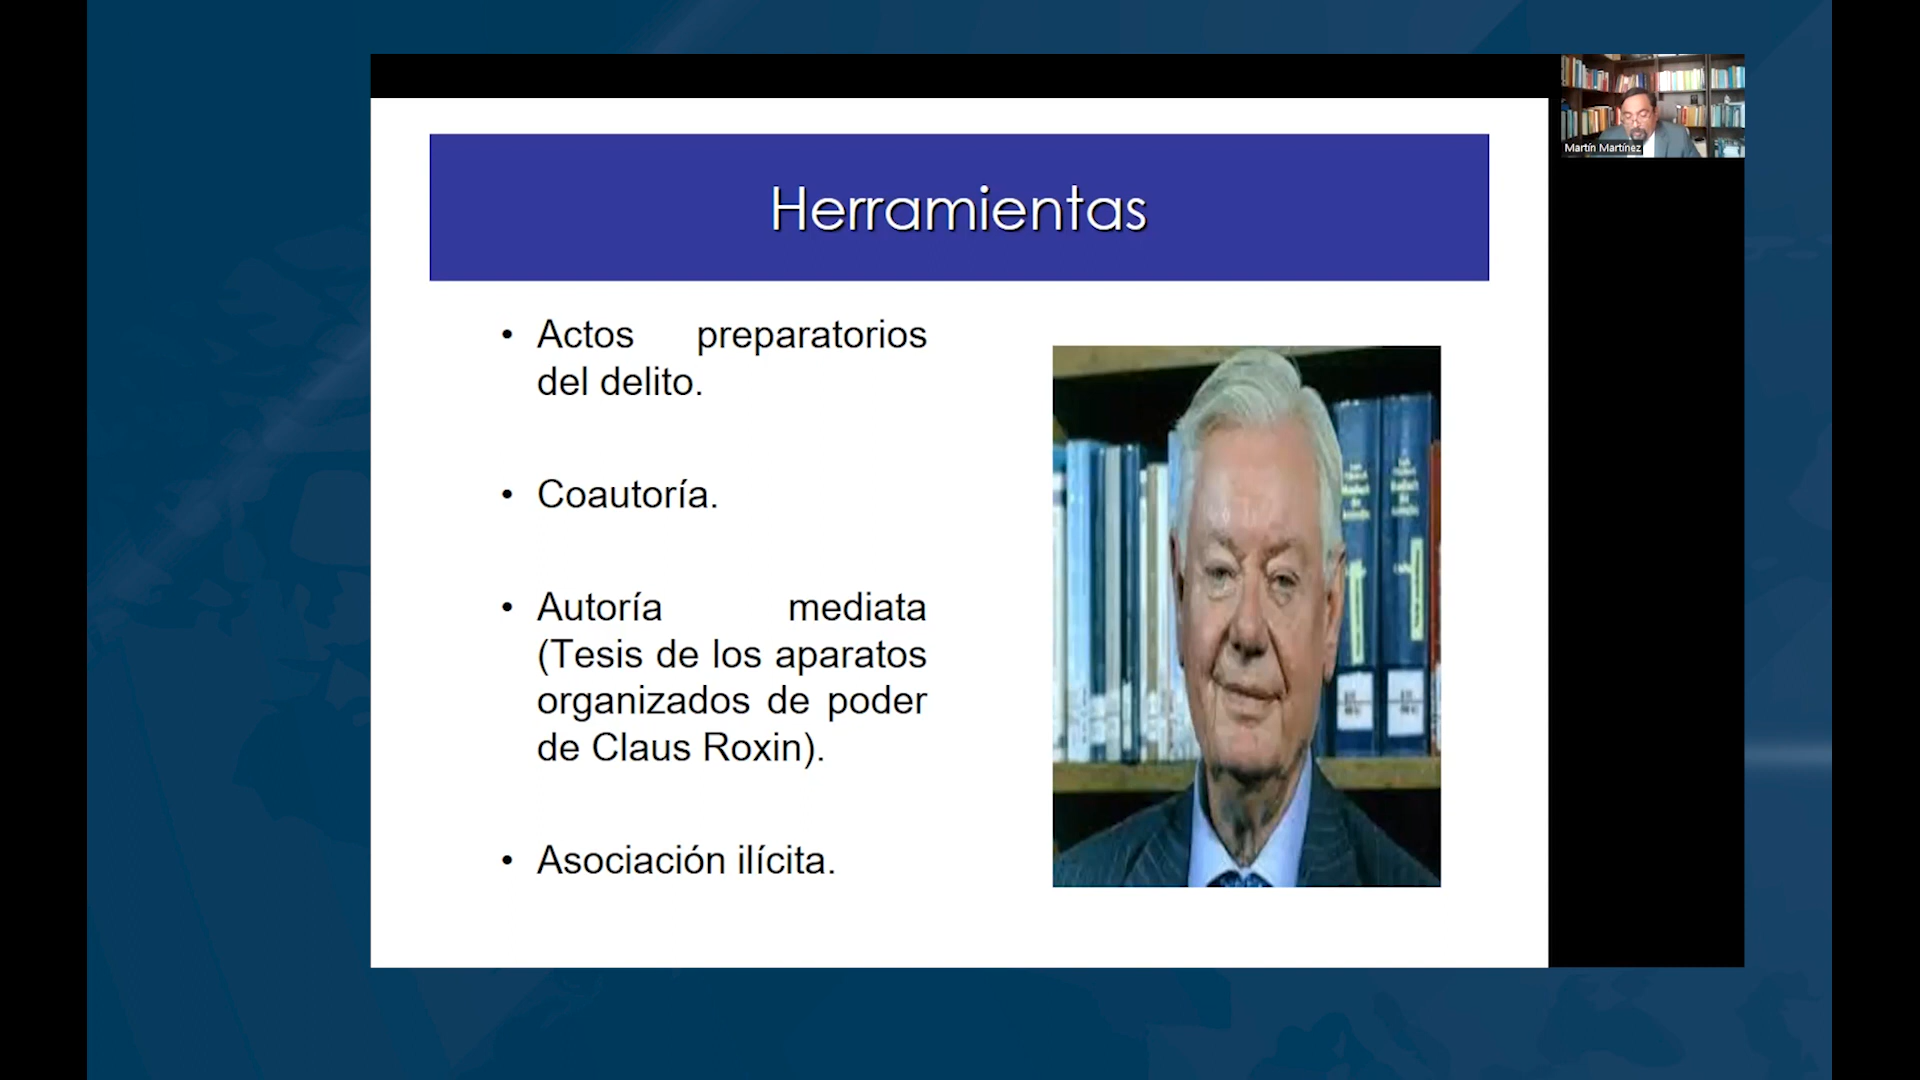 Herramientas
• Actos preparatorios
del delito.
• Coautoría.
• Autoría mediata
(Tesis de los aparatos
organizados de poder
de Claus Roxin).
• Asociación ilícita.
Martín Martínez